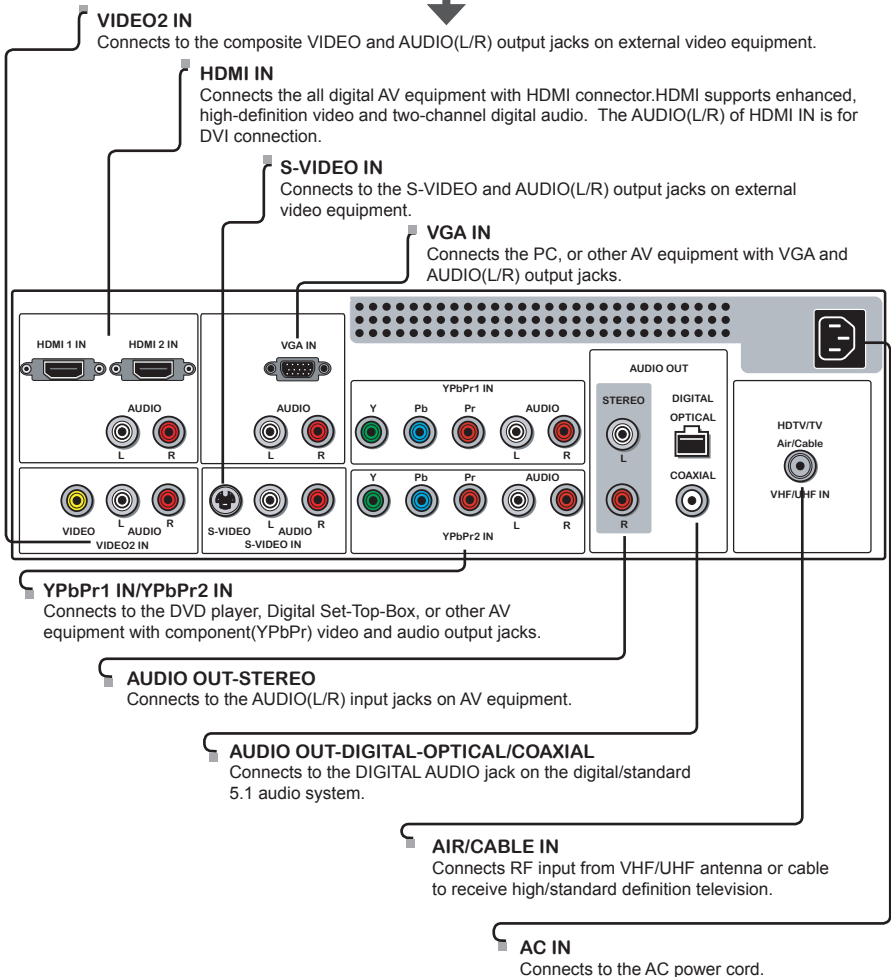 VIDEO2 IN
Connects to the composite VIDEO and AUDIO(L/R) output jacks on external video equipment.
HDMI IN
Connects the all digital AV equipment with HDMI connector.HDMI supports enhanced,
high-definition video and two-channel digital audio. The AUDIO(L/R) of HDMI IN is for
DVI connection.
S-VIDEO IN
Connects to the S-VIDEO and AUDIO(L/R) output jacks on external
video equipment.
VGA IN
Connects the PC, or other AV equipment with VGA and
AUDIO(L/R) output jacks.
HDMI 1 IN
HDMI 2 IN
AUDIO
L
R
VGA IN
AUDIO
L
R
YPbPr1 IN
Y
Pb
Pr
AUDIO
L
R
AUDIO OUT
STEREO
L
R
DIGITAL
OPTICAL
COAXIAL
HDTV/TV
Air/Cable
VHF/UHF IN
VIDEO
L
AUDIO
R
VIDEO2 IN
S-VIDEO
L
AUDIO
R
S-VIDEO IN
Y
Pb
Pr
AUDIO
L
R
YPbPr2 IN
YPbPr1 IN/YPbPr2 IN
Connects to the DVD player, Digital Set-Top-Box, or other AV
equipment with component(YPbPr) video and audio output jacks.
AUDIO OUT-STEREO
Connects to the AUDIO(L/R) input jacks on AV equipment.
AUDIO OUT-DIGITAL-OPTICAL/COAXIAL
Connects to the DIGITAL AUDIO jack on the digital/standard
5.1 audio system.
AIR/CABLE IN
Connects RF input from VHF/UHF antenna or cable
to receive high/standard definition television.
AC IN
Connects to the AC power cord.